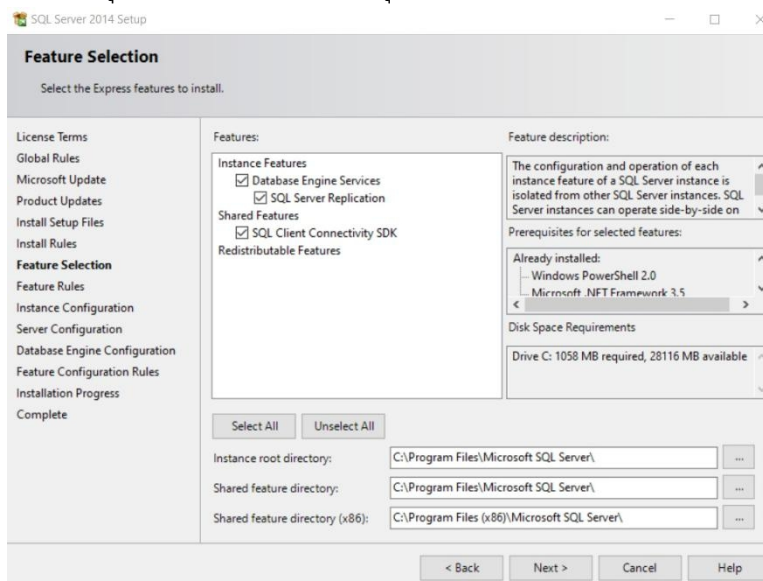 SQL Server 2014 Setup
Feature Selection
Select the Express features to install.
License Terms
Global Rules
Microsoft Update
Product Updates
Install Setup Files
Install Rules
Feature Selection
Feature Rules
Instance Configuration
Server Configuration
Database Engine Configuration
Feature Configuration Rules
Installation Progress
Complete
Features:
Instance Features
Database Engine Services
SQL Server Replication
Shared Features
SQL Client Connectivity SDK
Redistributable Features
Feature description:
The configuration and operation of each
instance feature of a SQL Server instance is
isolated from other SQL Server instances. SQL
Server instances can operate side-by-side on
Prerequisites for selected features:
Already installed:
Windows PowerShell 2.0
Microsoft .NET Framework 3.5
Disk Space Requirements
Drive C: 1058 MB required, 28116 MB available
Select All
Unselect All
Instance root directory:
C:\Program Files\Microsoft SQL Server\
...
Shared feature directory:
C:\Program Files\Microsoft SQL Server\
...
Shared feature directory (x86):
C:\Program Files (x86)\Microsoft SQL Server\
...
< Back
Next >
Cancel
Help